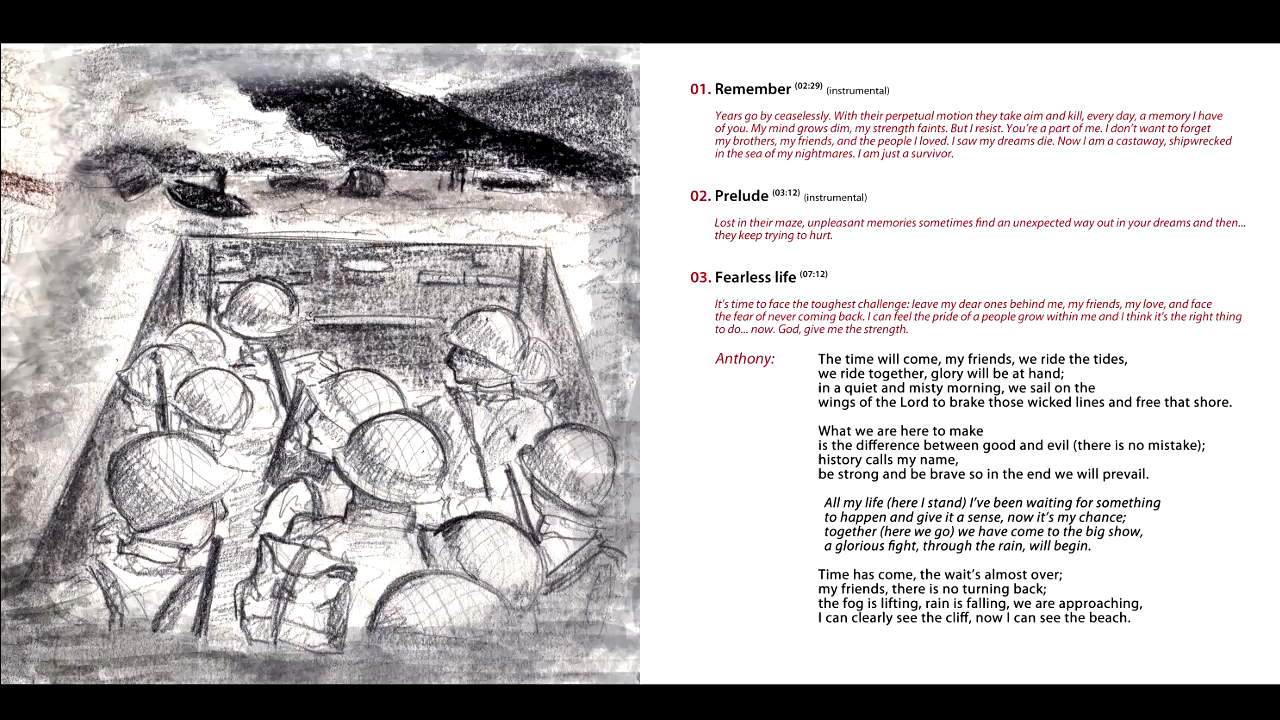 01. Remember (02:29) (instrumental)
Years go by ceaselessly. With their perpetual motion they take aim and kill, every day, a memory I have
of you. My mind grows dim, my strength faints. But I resist. You're a part of me. I don't want to forget
my brothers, my friends, and the people I loved. I saw my dreams die. Now I am a castaway, shipwrecked
in the sea of my nightmares. I am just a survivor.
02. Prelude (03:12) (instrumental)
Lost in their maze, unpleasant memories sometimes find an unexpected way out in your dreams and then...
they keep trying to hurt.
03. Fearless life (07:12)
It's time to face the toughest challenge: leave my dear ones behind me, my friends, my love, and face
the fear of never coming back. I can feel the pride of a people grow within me and I think it's the right thing
to do... now. God, give me the strength.
Anthony: The time will come, my friends, we ride the tides,
we ride together, glory will be at hand;
in a quiet and misty morning, we sail on the
wings of the Lord to brake those wicked lines and free that shore.
What we are here to make
is the difference between good and evil (there is no mistake);
history calls my name,
be strong and be brave so in the end we will prevail.
All my life (here I stand) I've been waiting for something
to happen and give it a sense, now it's my chance;
together (here we go) we have come to the big show,
a glorious fight, through the rain, will begin.
Time has come, the wait's almost over;
my friends, there is no turning back;
the fog is lifting, rain is falling, we are approaching,
I can clearly see the cliff, now I can see the beach.